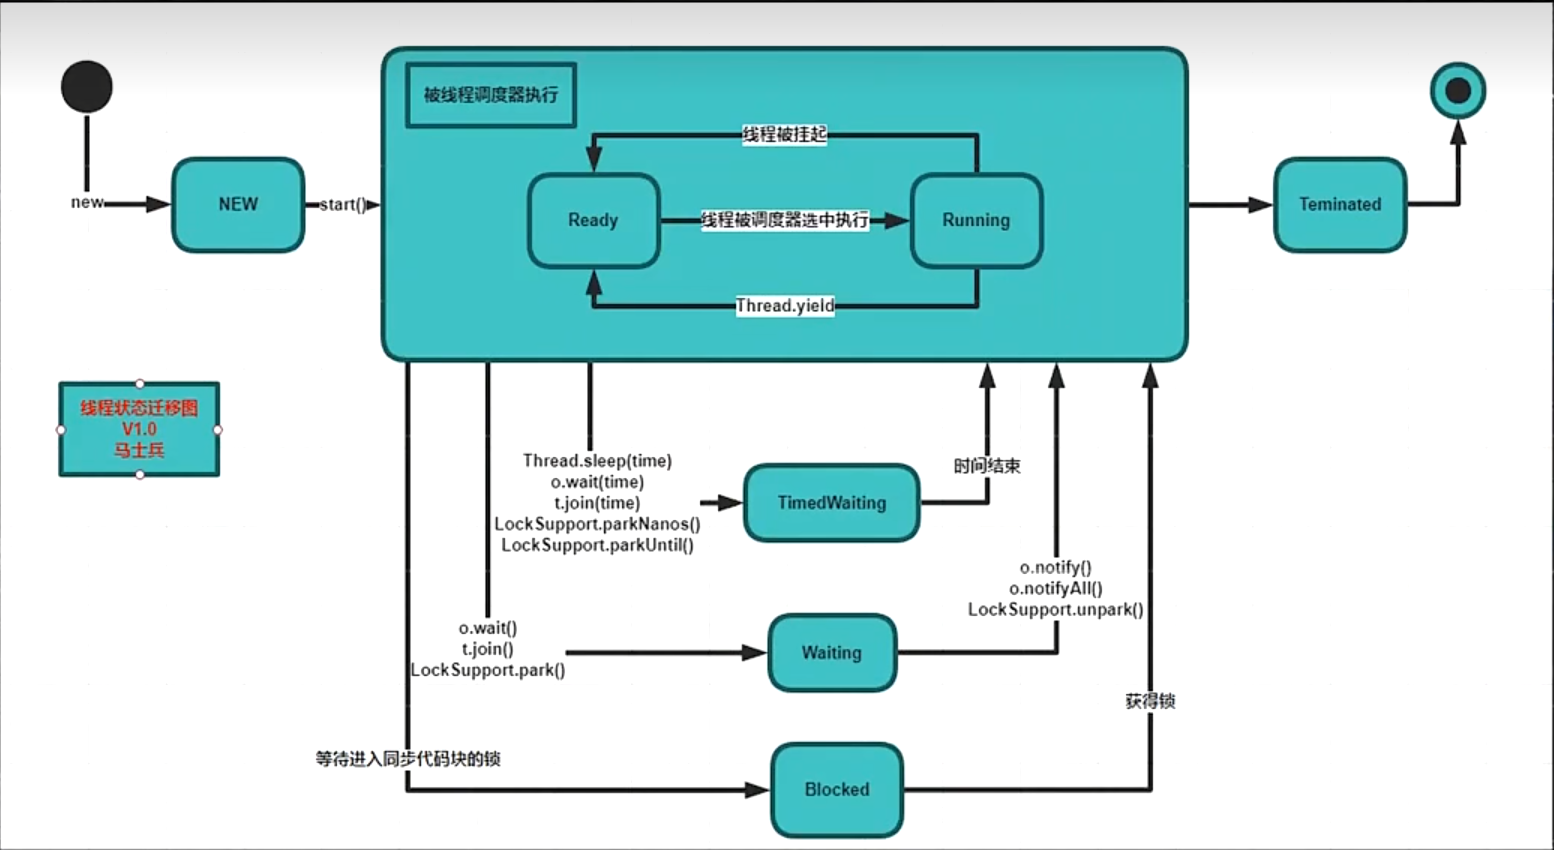 被线程调度器执行
线程被挂起
new
NEW
start()
Ready
线程被调度器选中执行
Running
Teminated
Thread.yield
线程状态迁移图
V1.0
马士兵
Thread.sleep(time)
o.wait(time)
t.join(time)
LockSupport.parkNanos()
LockSupport.parkUntil()
TimedWaiting
时间结束
o.wait()
t.join()
LockSupport.park()
Waiting
o.notify()
o.notifyAll()
LockSupport.unpark()
等待进入同步代码块的锁
Blocked
获得锁